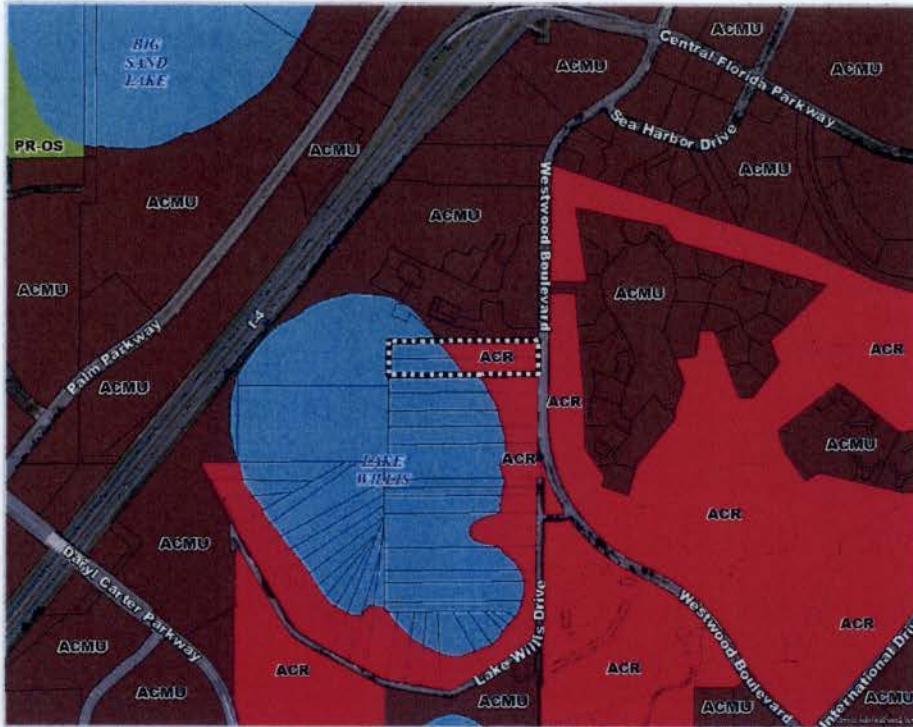 BIG
SAND
LAKE
ACMU
Central Florida Parkway
ACMU
ACMU
Sea Harbor Drive
PR-OS
ACMU
ACMU
ACMU
ACMU
Westwood Boulevard
ACMU
ACMU
I-4
Palm Parkway
ACR
ACR
ACMU
ACR
ACMU
LAKE
WILLIS
ACR
ACR
ACMU
Daryl Carter Parkway
Lake Willis Drive
Westwood Boulevard
ACMU
ACR
ACR
ACR
ACMU
ACMU
ACMU
International